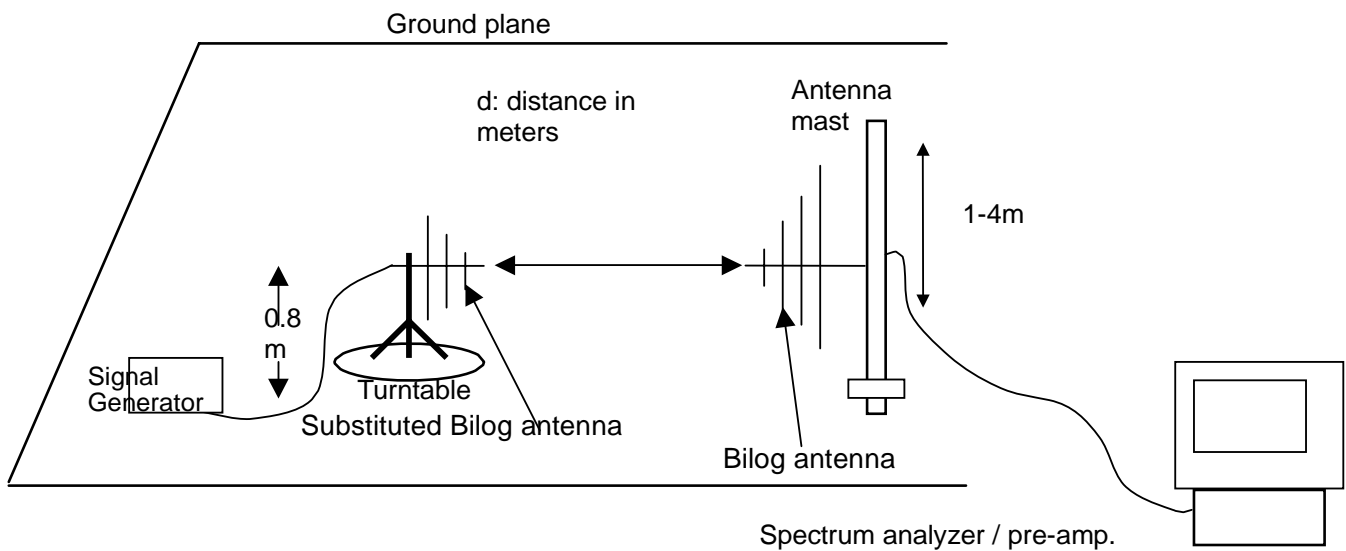 Ground plane
d: distance in
meters
Antenna
mast
1-4m
0.8
m
Signal
Generator
Turntable
Substituted Bilog antenna
Bilog antenna
Spectrum analyzer / pre-amp.